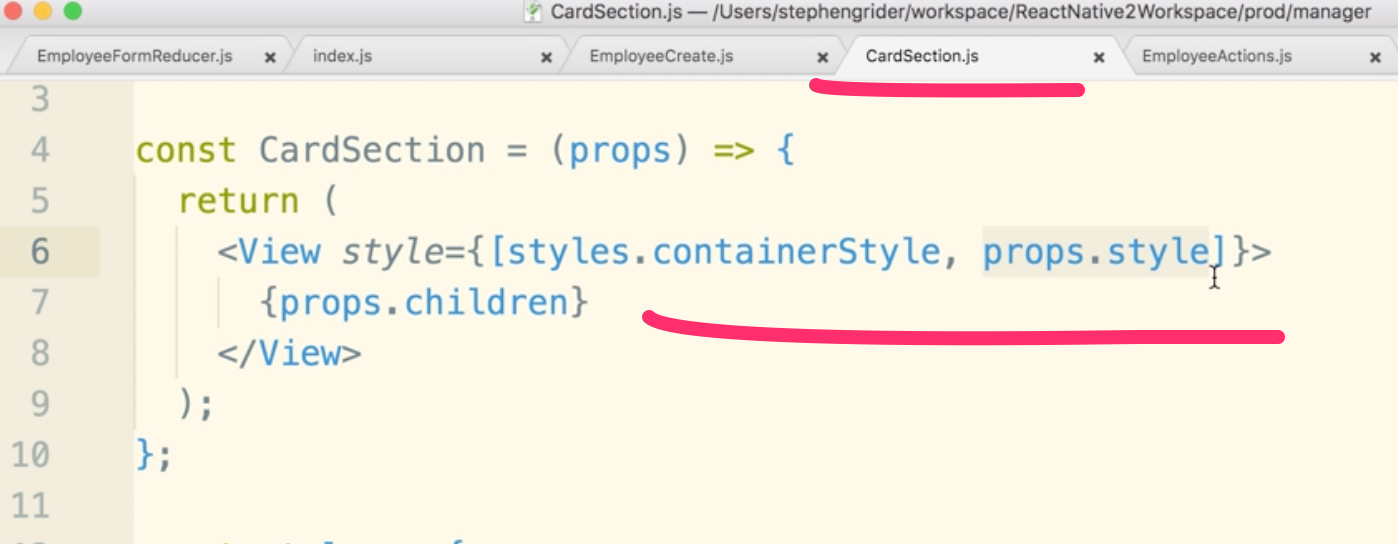 CardSection.js — /Users/stephengrider/workspace/ReactNative2Workspace/prod/manager
EmployeeFormReducer.js × index.js × EmployeeCreate.js × CardSection.js × EmployeeActions.js ×
3
4 const CardSection = (props) => {
5 return (
6 <View style={[styles.containerStyle, props.style]}>
7 {props.children}
8 </View>
9 );
10 };
11